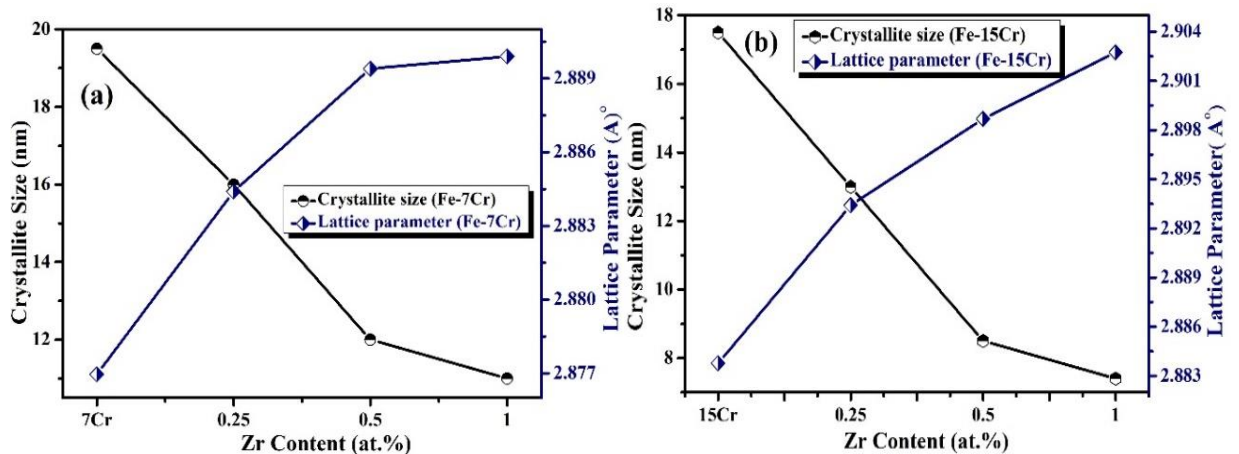 (a)
Crystallite Size (nm)
20
18
16
14
12
Crystallite size (Fe-7Cr)
Lattice parameter (Fe-7Cr)
2.889
2.886
2.883
2.880
2.877
Lattice Parameter (A)°
7Cr 0.25 0.5 1
Zr Content (at.%)
(b)
Crystallite Size (nm)
18
16
14
12
10
8
Crystallite size (Fe-15Cr)
Lattice parameter (Fe-15Cr)
2.904
2.901
2.898
2.895
2.892
2.889
2.886
2.883
Lattice Parameter( A°)
15Cr 0.25 0.5 1
Zr Content (at.%)